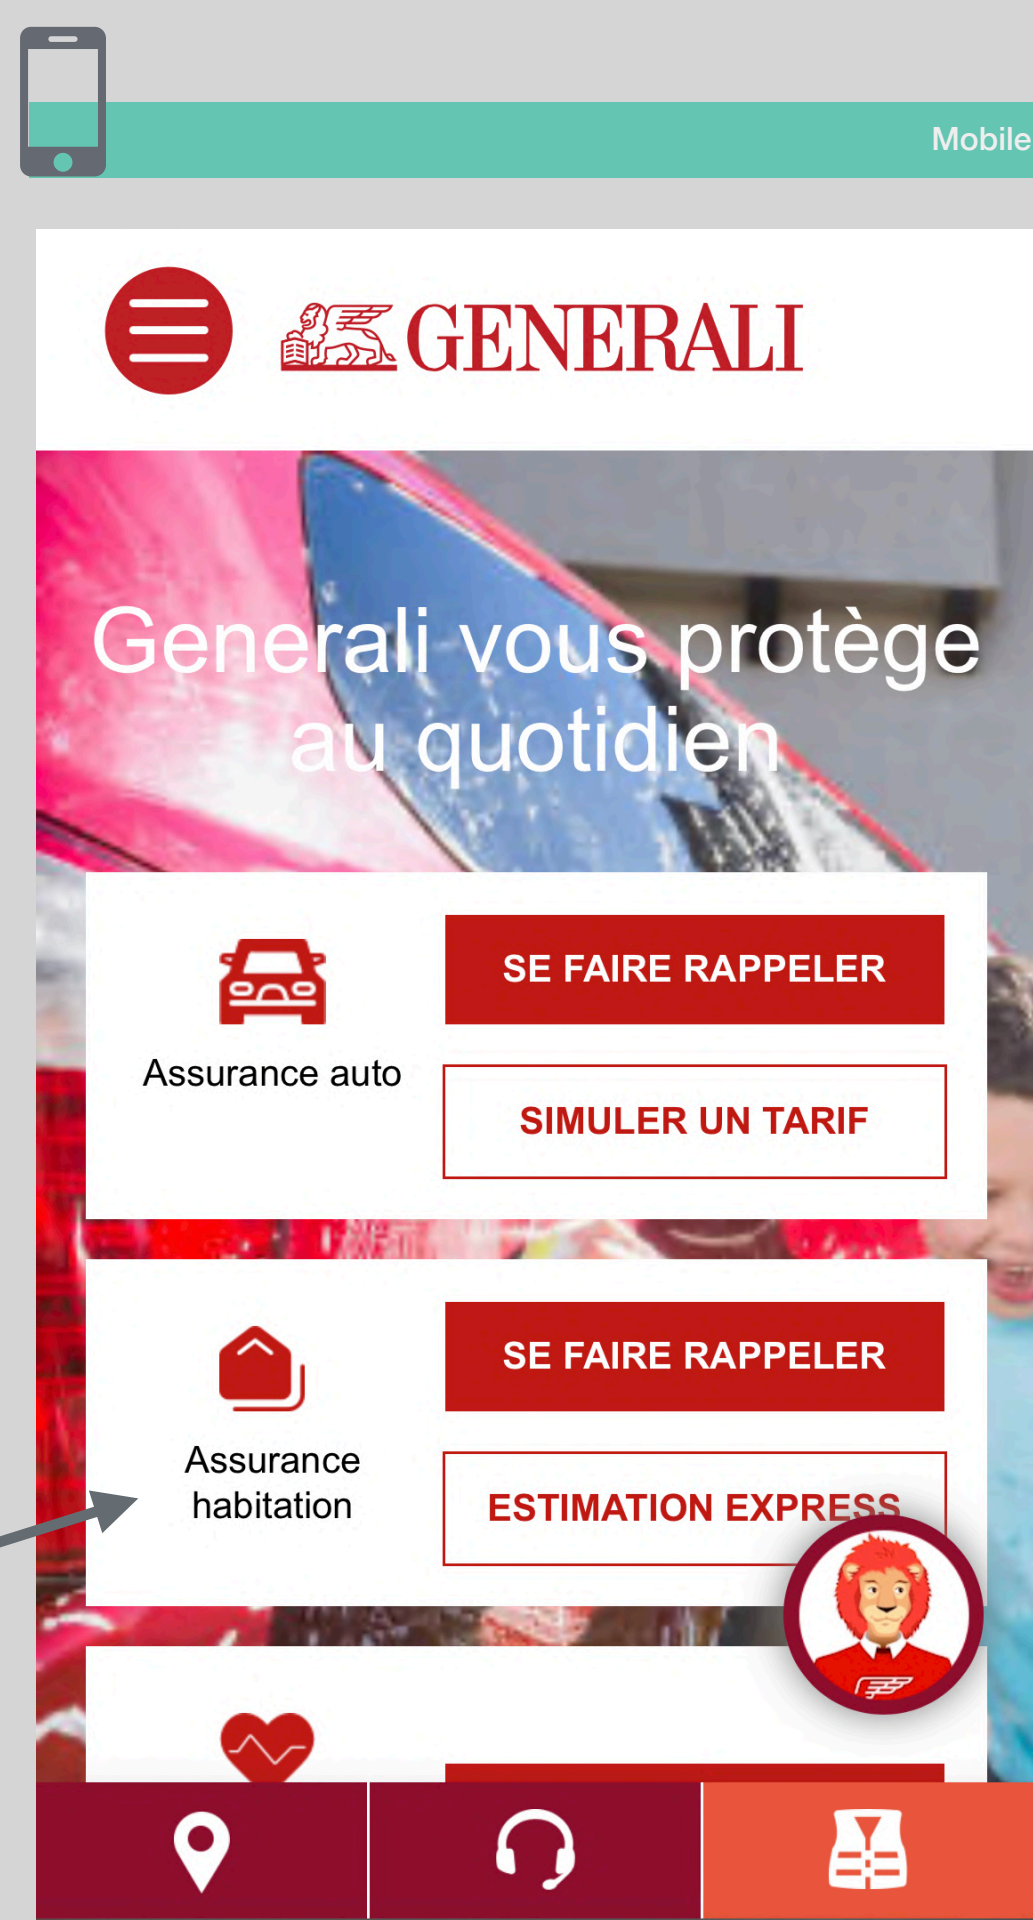 Mobile
GENERALI
Generali vous protège
au quotidien
SE FAIRE RAPPELER
Assurance auto
SIMULER UN TARIF
SE FAIRE RAPPELER
Assurance
habitation
ESTIMATION EXPRESS